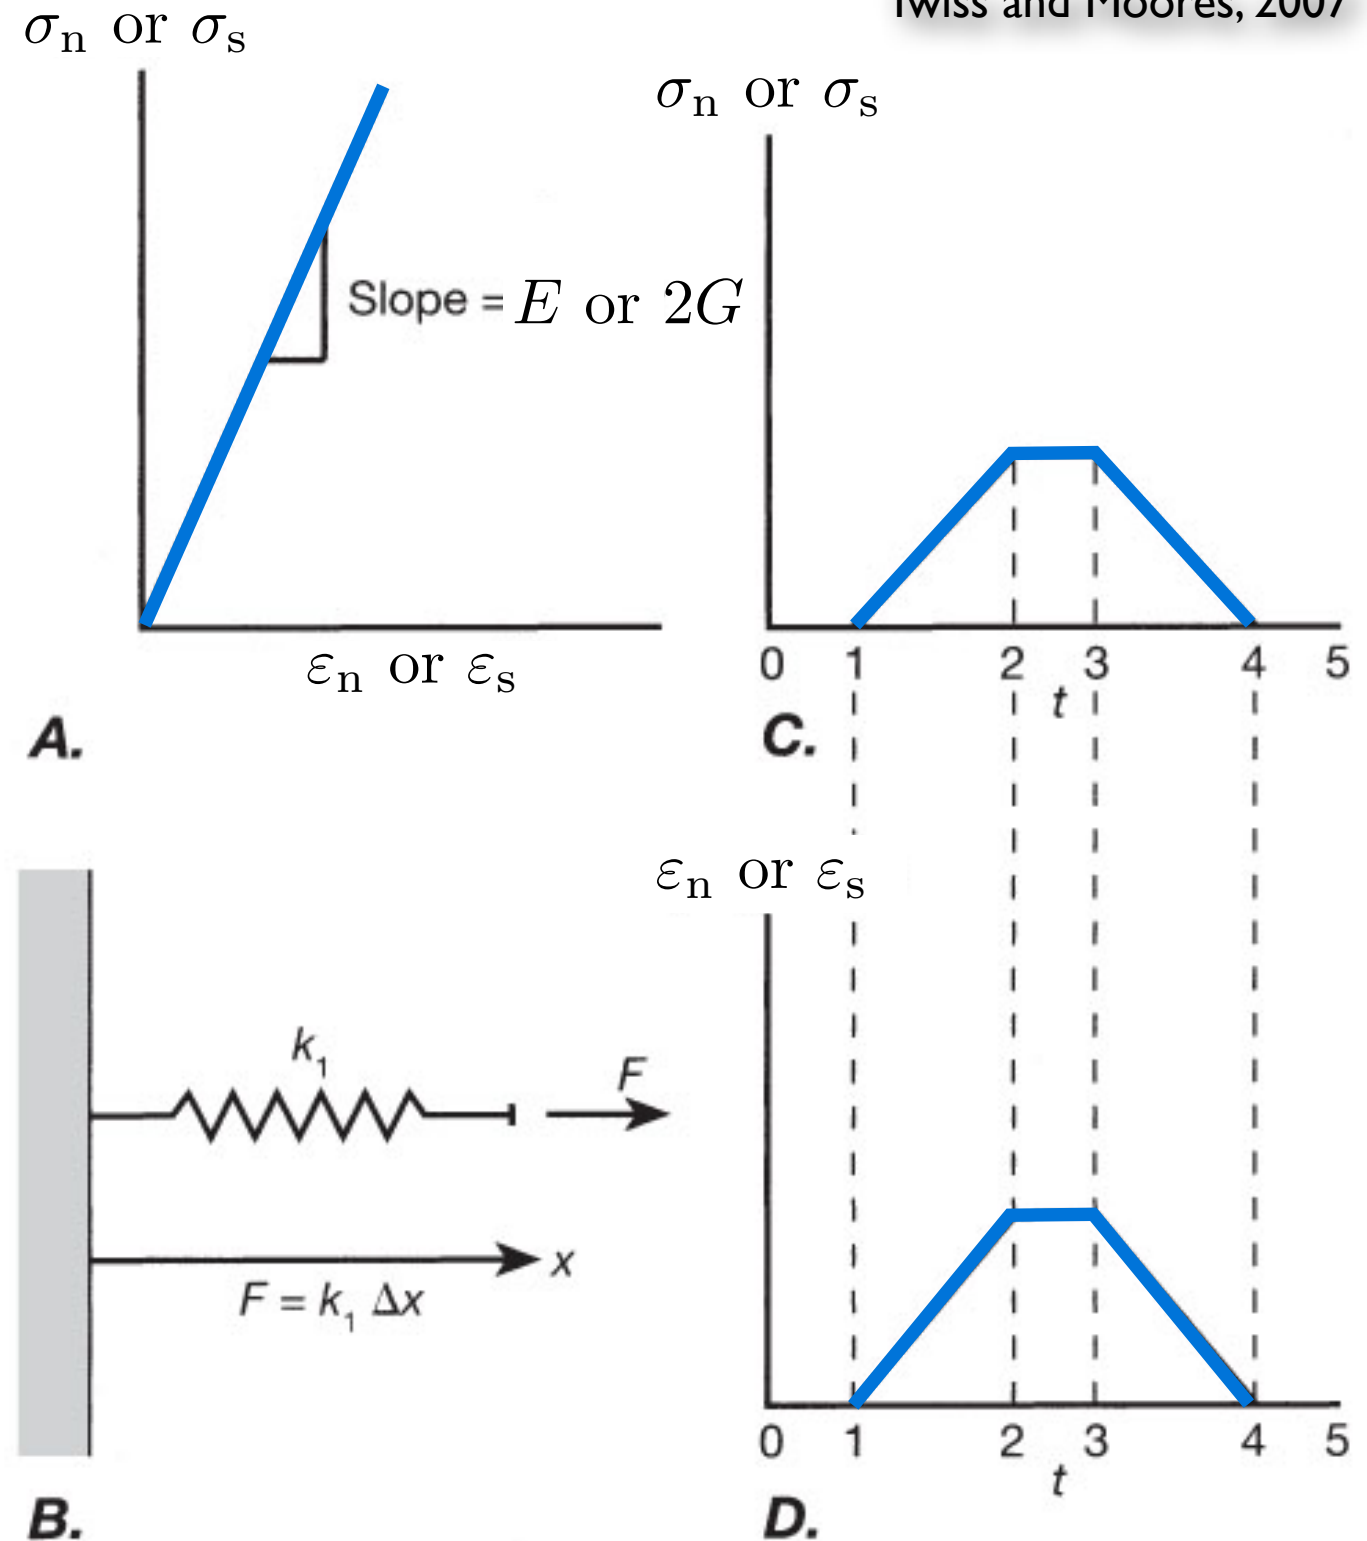 Twiss and Moores, 2007
σn or σs
Slope = E or 2G
εn or εs
A.
σn or σs
0 1 2 3 4 5
t
C.
k1
F
x
F = k1 Δx
B.
εn or εs
0 1 2 3 4 5
t
D.